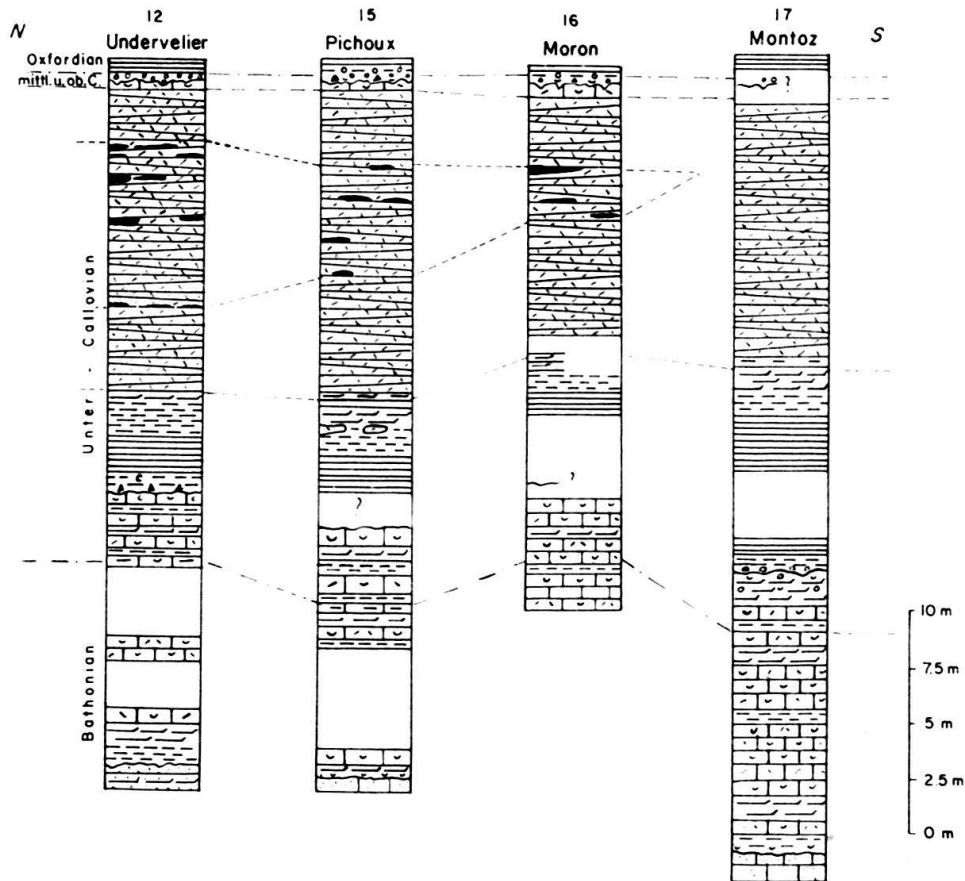 N
12
Undervelier
15
Pichoux
16
Moron
17
Montoz
S
Oxfordian
mittl.u.ob.C.
Unter - Callovian
Bathonian
?
?
?
10 m
7.5 m
5 m
2.5 m
0 m